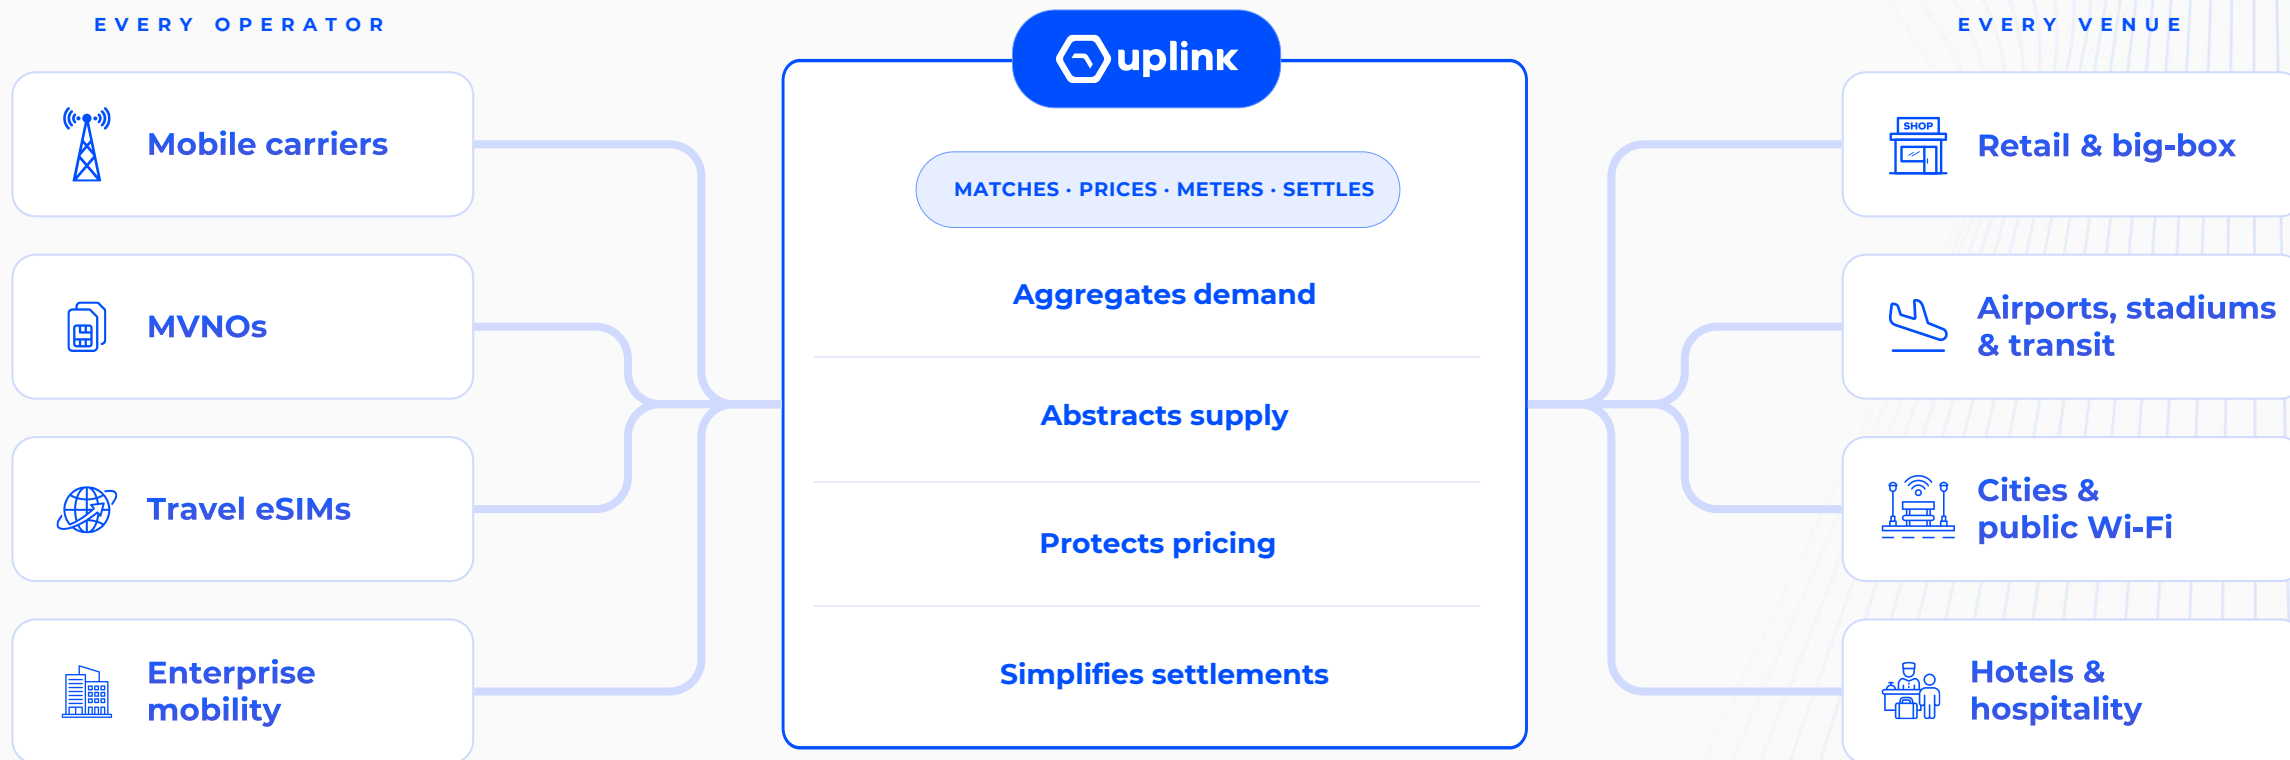 EVERY OPERATOR
Mobile carriers
MVNOs
Travel eSIMs
Enterprise
mobility
uplink
MATCHES · PRICES · METERS · SETTLES
Aggregates demand
Abstracts supply
Protects pricing
Simplifies settlements
EVERY VENUE
SHOP
Retail & big-box
Airports, stadiums
& transit
Cities &
public Wi-Fi
Hotels &
hospitality